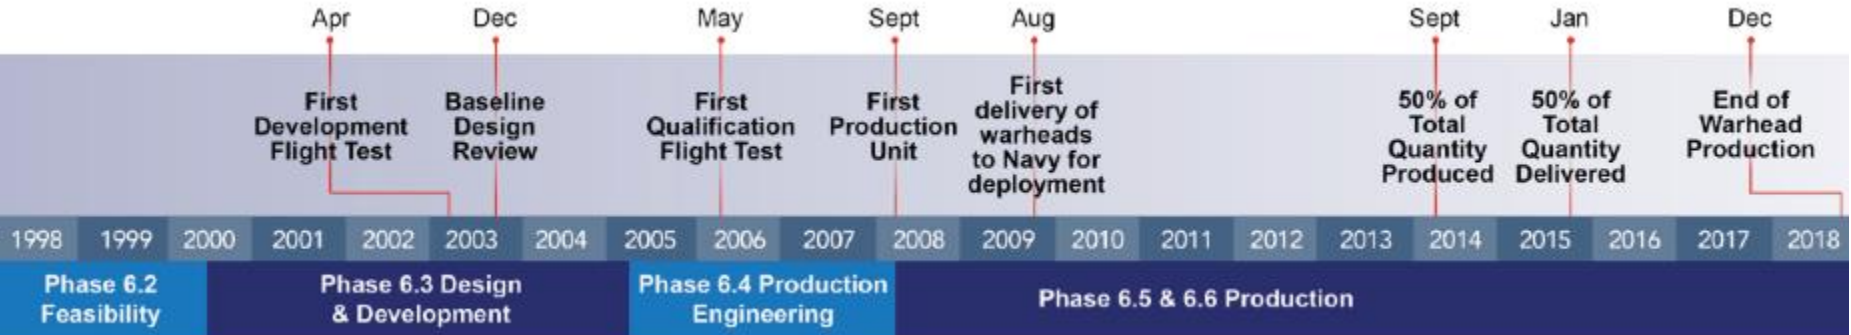 Apr Dec May Sept Aug Sept Jan Dec
First
Development
Flight Test
Baseline
Design
Review
First
Qualification
Flight Test
First
Production
Unit
First
delivery of
warheads
to Navy for
deployment
50% of
Total
Quantity
Produced
50% of
Total
Quantity
Delivered
End of
Warhead
Production
1998 1999 2000 2001 2002 2003 2004 2005 2006 2007 2008 2009 2010 2011 2012 2013 2014 2015 2016 2017 2018
Phase 6.2
Feasibility
Phase 6.3 Design
& Development
Phase 6.4 Production
Engineering
Phase 6.5 & 6.6 Production